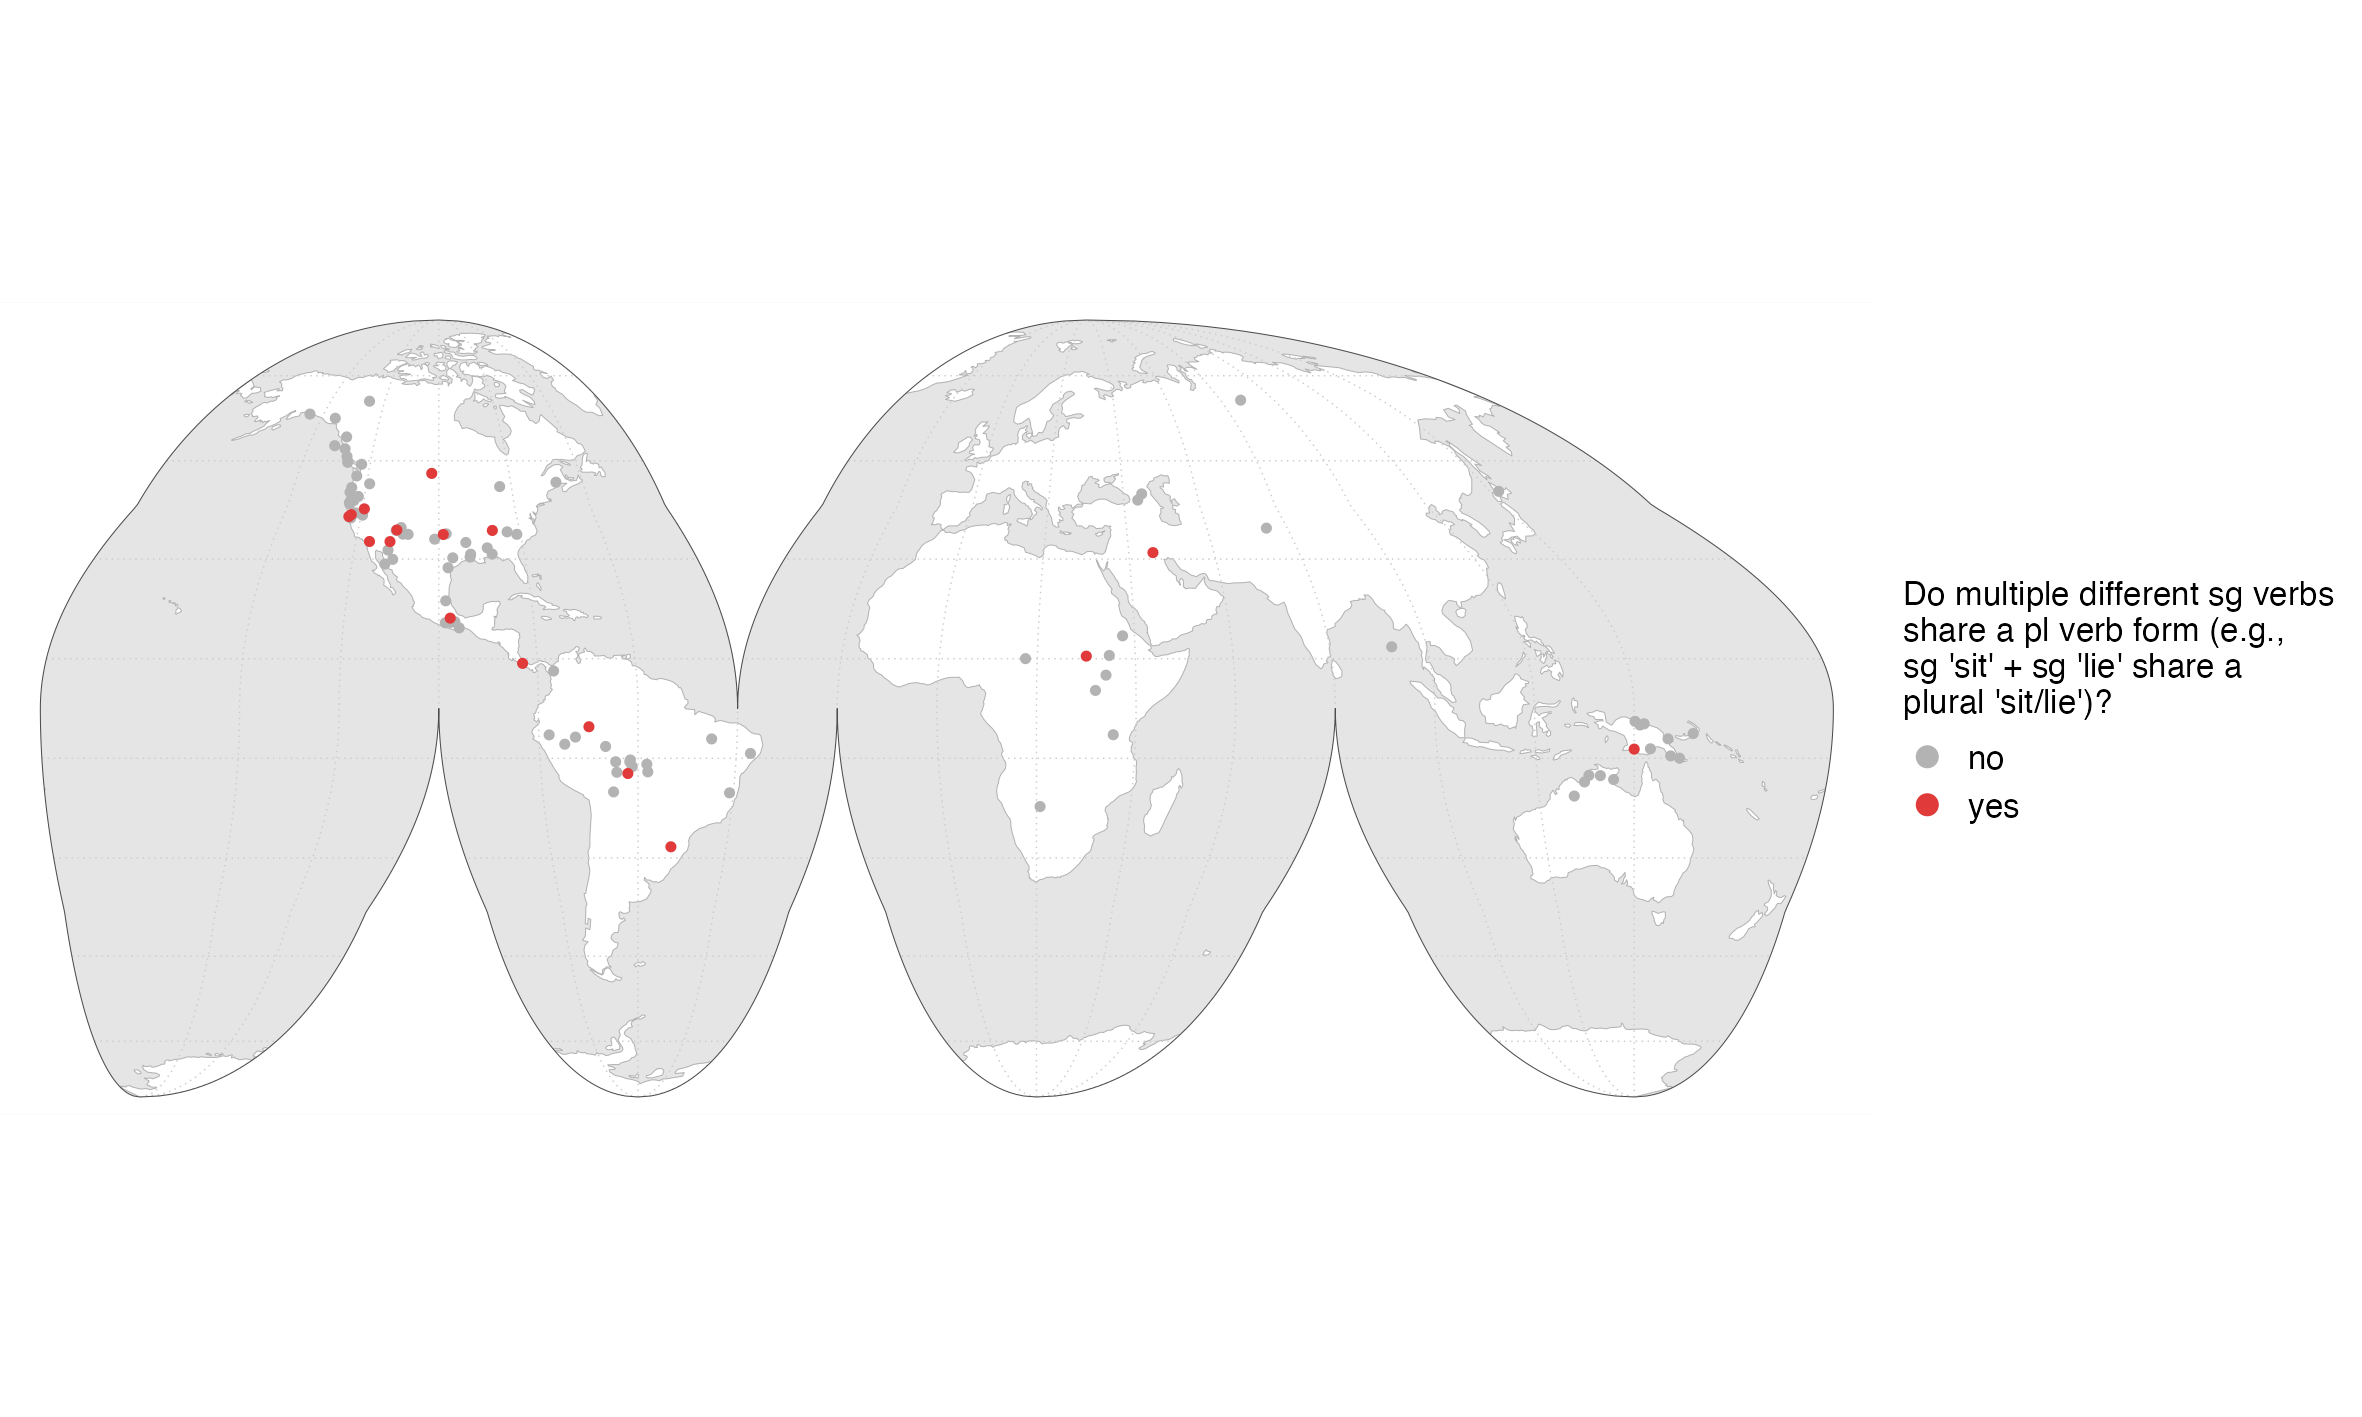 Do multiple different sg verbs
share a pl verb form (e.g.,
sg 'sit' + sg 'lie' share a
plural 'sit/lie')?
no
yes